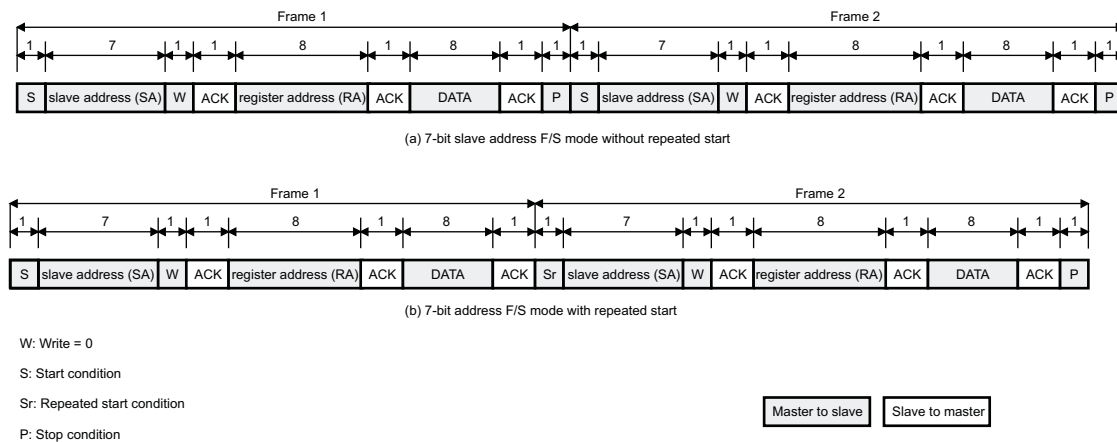 Frame 1 Frame 2
1 7 1 1 8 1 8 1 1 1 7 1 1 8 1 8 1 1
S slave address (SA) W ACK register address (RA) ACK DATA ACK P S slave address (SA) W ACK register address (RA) ACK DATA ACK P
(a) 7-bit slave address F/S mode without repeated start
Frame 1 Frame 2
1 7 1 1 8 1 8 1 1 7 1 1 8 1 8 1 1
S slave address (SA) W ACK register address (RA) ACK DATA ACK Sr slave address (SA) W ACK register address (RA) ACK DATA ACK P
(b) 7-bit address F/S mode with repeated start
W: Write = 0
S: Start condition
Sr: Repeated start condition
P: Stop condition
Master to slave Slave to master